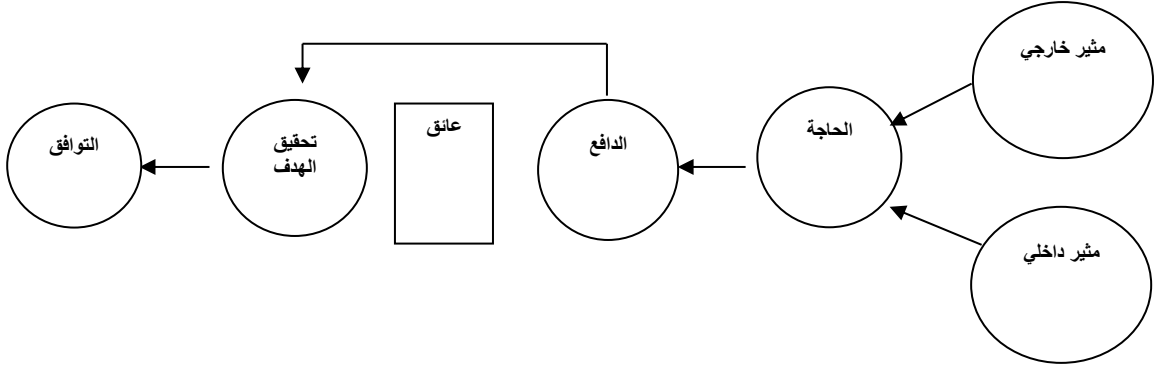 مثير خارجي
الحاجة
الدافع
عائق
تحقيق
الهدف
التوافق
مثير داخلي